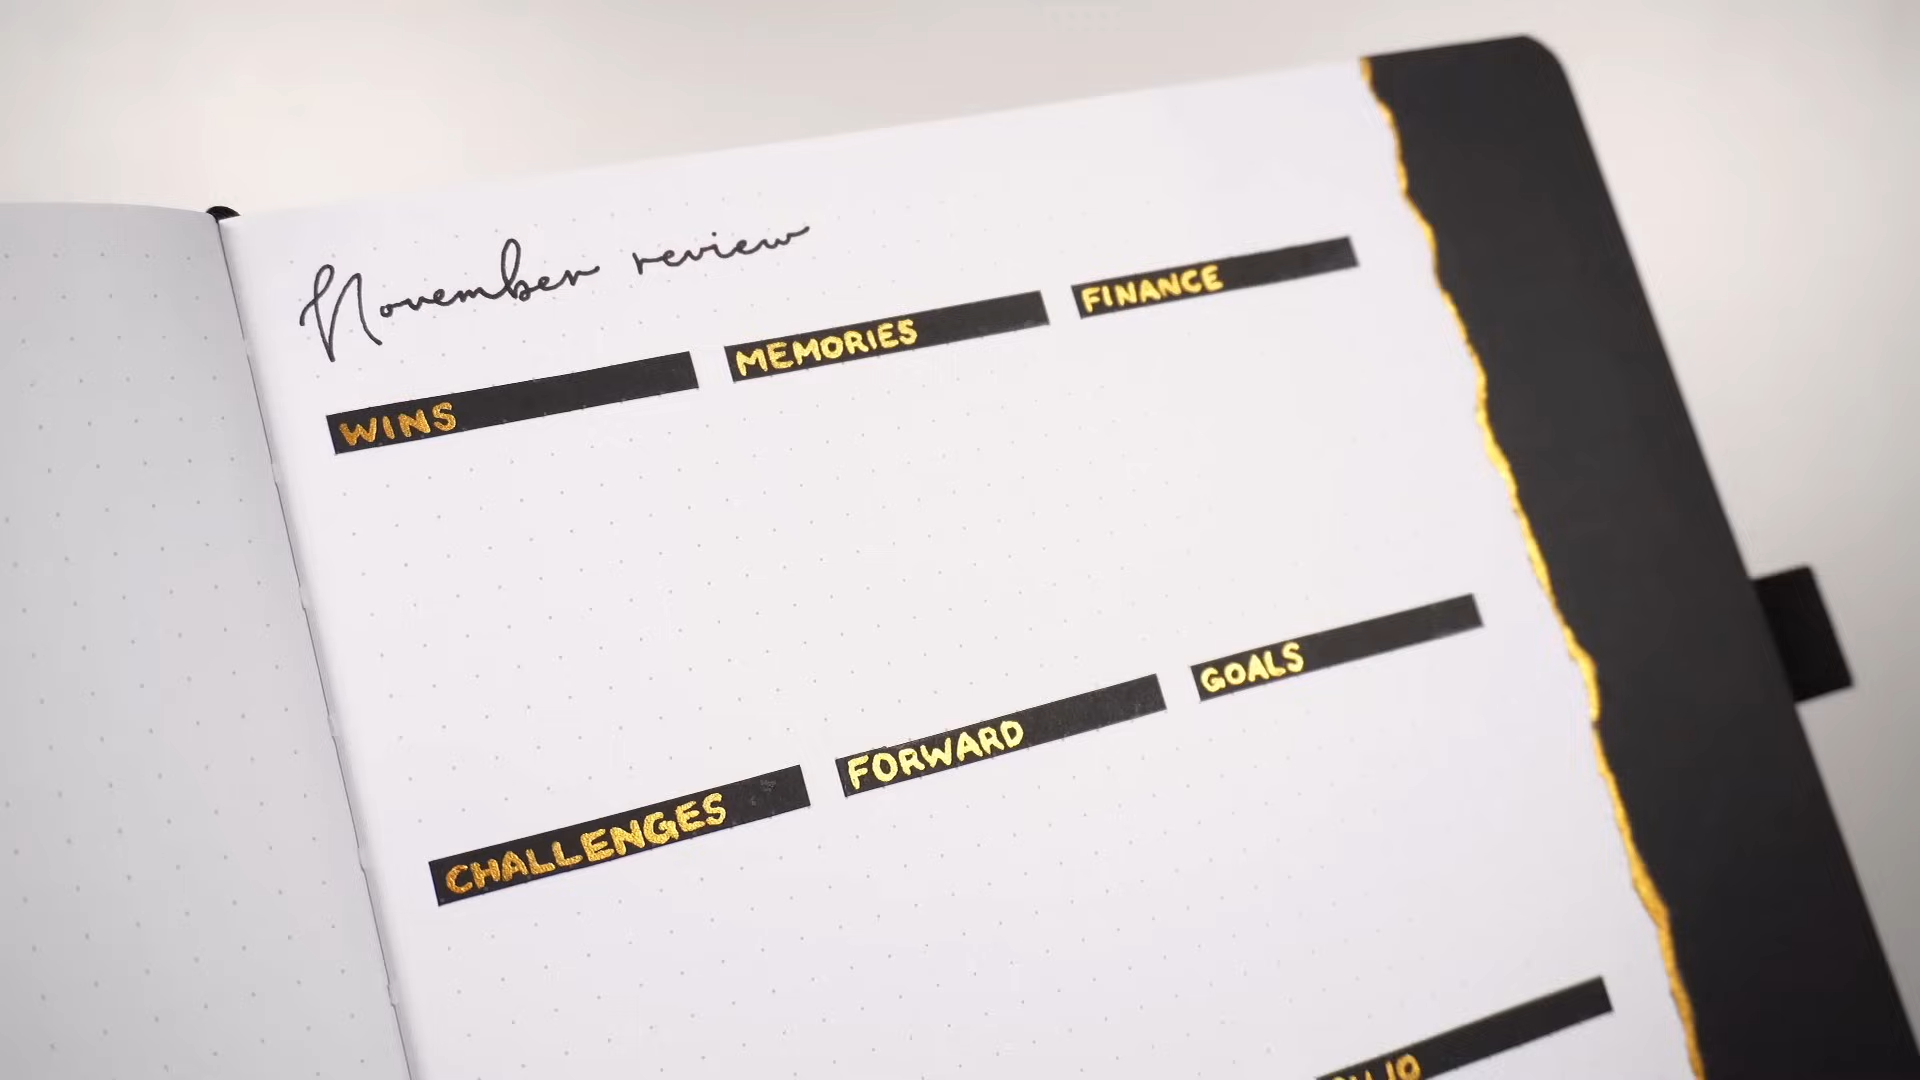 November review
WINS
MEMORIES
FINANCE
CHALLENGES
FORWARD
GOALS